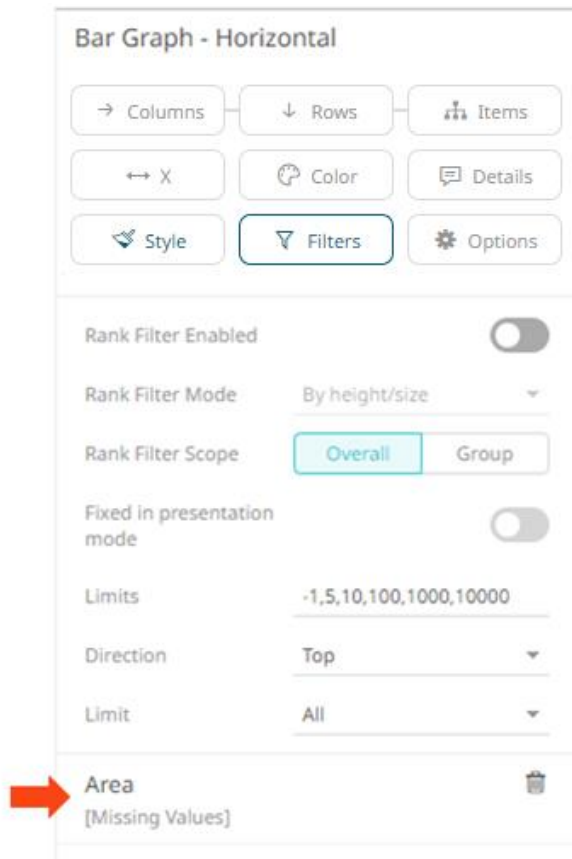 Bar Graph - Horizontal
Columns Rows Items
X Color Details
Style Filters Options
Rank Filter Enabled
Rank Filter Mode By height/size
Rank Filter Scope Overall Group
Fixed in presentation
mode
Limits -1,5,10,100,1000,10000
Direction Top
Limit All
Area
[Missing Values]